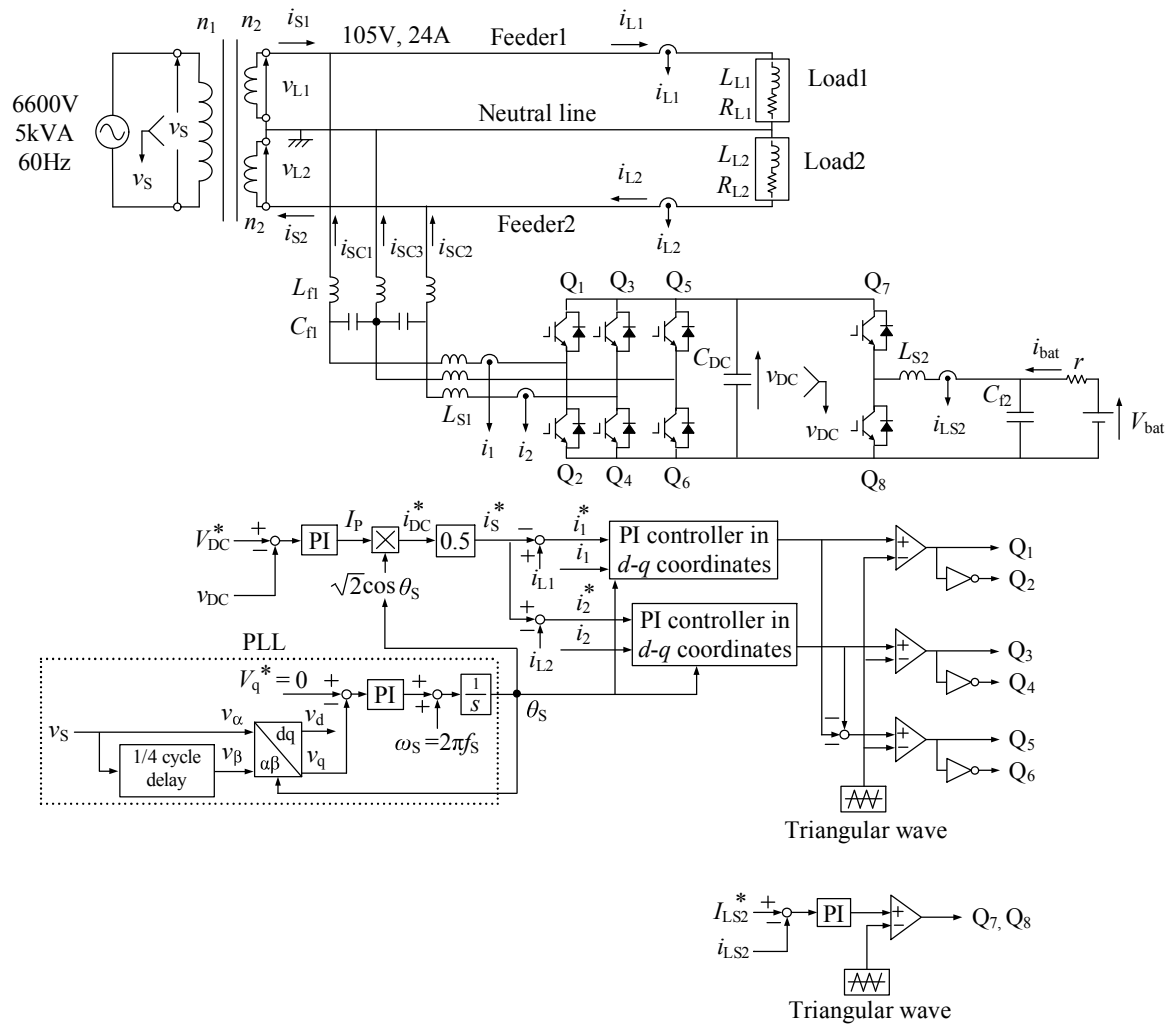 n1 n2 iS1 105V, 24A Feeder1 iL1
6600V
5kVA
60Hz
vS
vS
vL1
iL1
LL1
RL1
Load1
Neutral line
vL2
LL2
RL2
Load2
iL2
n2
iS2
Feeder2
iL2
iSC1 iSC3 iSC2
Lf1
Cf1
LS1
i1 i2
Q1 Q3 Q5 Q7
CDC vDC
vDC
LS2
iLS2
Cf2
ibat r
Vbat
Q2 Q4 Q6 Q8
V*DC + − PI IP × i*DC 0.5 i*S − + i*1
i1
iL1
PI controller in
d-q coordinates
+ −
Q1
Q2
vDC
√2cos θS
+ − i*2
i2
iL2
PI controller in
d-q coordinates
+ −
Q3
Q4
PLL
Vq* = 0 + − PI + + 1/s θS
ωS = 2πfS
vS
vα
vβ
1/4 cycle
delay
dq
αβ
vd
vq
− −
+ −
Q5
Q6
Triangular wave
ILS2* + − PI + − Q7, Q8
iLS2
Triangular wave